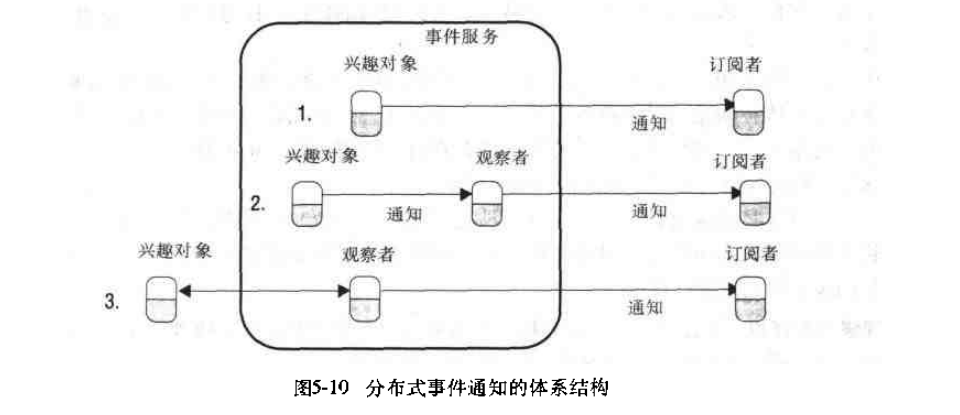 事件服务
兴趣对象 订阅者
1.
通知
兴趣对象 观察者 订阅者
2.
通知 通知
兴趣对象 观察者 订阅者
3.
通知
图5-10 分布式事件通知的体系结构